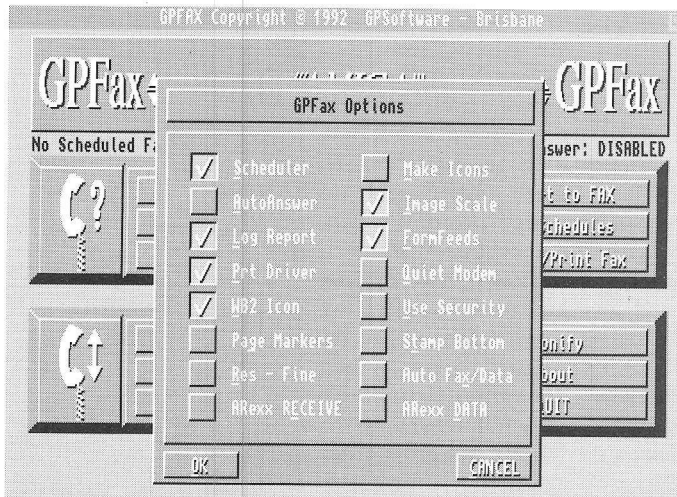 GPFAX Copyright © 1992 GPSoftware - Brisbane
GPFax
GPFax
GPFax Options
No Scheduled Fa
swer: DISABLED
Scheduler
Make Icons
AutoAnswer
Image Scale
Log Report
FormFeeds
Prt Driver
Quiet Modem
WB2 Icon
Use Security
Page Markers
Stamp Bottom
Res - Fine
Auto Fax/Data
ARexx RECEIVE
ARexx DATA
t to FAX
chedules
/Print Fax
onify
bout
UIT
OK
CANCEL